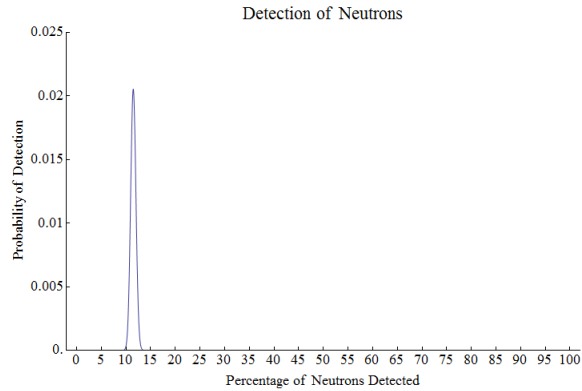 Detection of Neutrons
0.025
0.02
0.015
0.01
0.005
0.
Probability of Detection
0 5 10 15 20 25 30 35 40 45 50 55 60 65 70 75 80 85 90 95 100
Percentage of Neutrons Detected